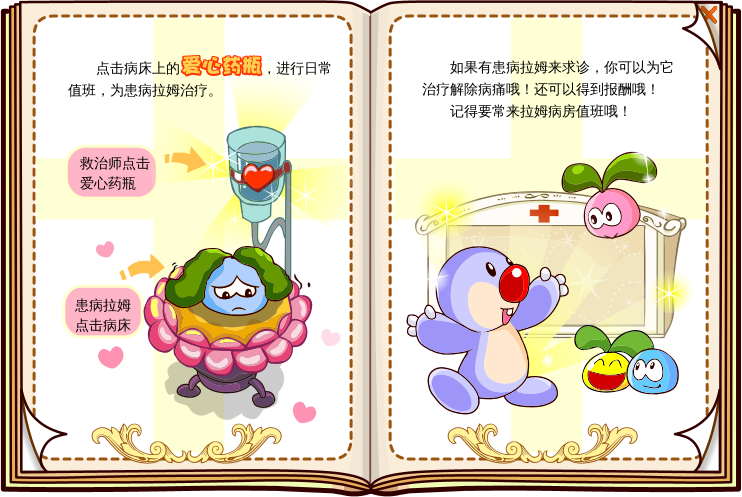 点击病床上的爱心药瓶，进行日常
值班，为患病拉姆治疗。
救治师点击
爱心药瓶
患病拉姆
点击病床
如果有患病拉姆来求诊，你可以为它
治疗解除病痛哦！还可以得到报酬哦！
记得要常来拉姆病房值班哦！